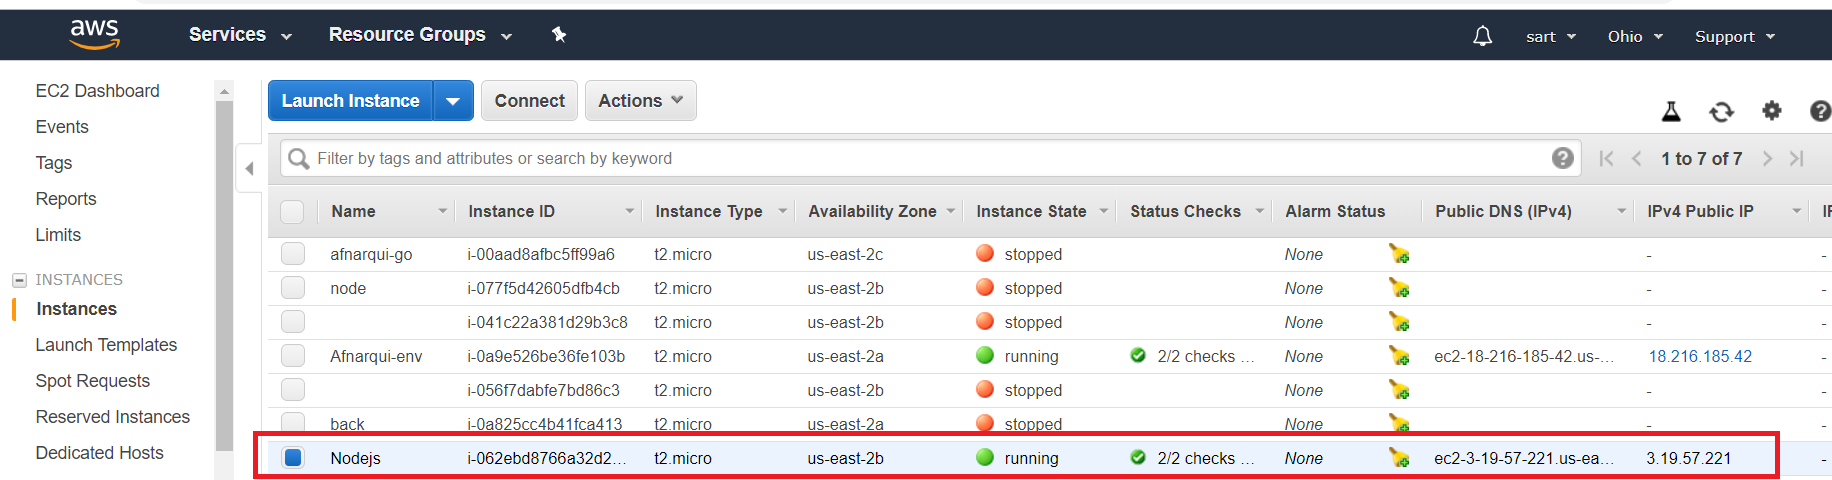 aws Services Resource Groups sart Ohio Support
EC2 Dashboard
Events
Tags
Reports
Limits
INSTANCES
Instances
Launch Templates
Spot Requests
Reserved Instances
Dedicated Hosts
Launch Instance Connect Actions
Filter by tags and attributes or search by keyword 1 to 7 of 7
Name Instance ID Instance Type Availability Zone Instance State Status Checks Alarm Status Public DNS (IPv4) IPv4 Public IP
afnarqui-go i-00aad8afbc5ff99a6 t2.micro us-east-2c stopped None - -
node i-077f5d42605dfb4cb t2.micro us-east-2b stopped None - -
i-041c22a381d29b3c8 t2.micro us-east-2b stopped None - -
Afnarqui-env i-0a9e526be36fe103b t2.micro us-east-2a running 2/2 checks ... None ec2-18-216-185-42.us-... 18.216.185.42 -
i-056f7dabfe7bd86c3 t2.micro us-east-2b stopped None - -
back i-0a825cc4b41fca413 t2.micro us-east-2a stopped None - -
Nodejs i-062ebd8766a32d2... t2.micro us-east-2b running 2/2 checks ... None ec2-3-19-57-221.us-ea... 3.19.57.221 -